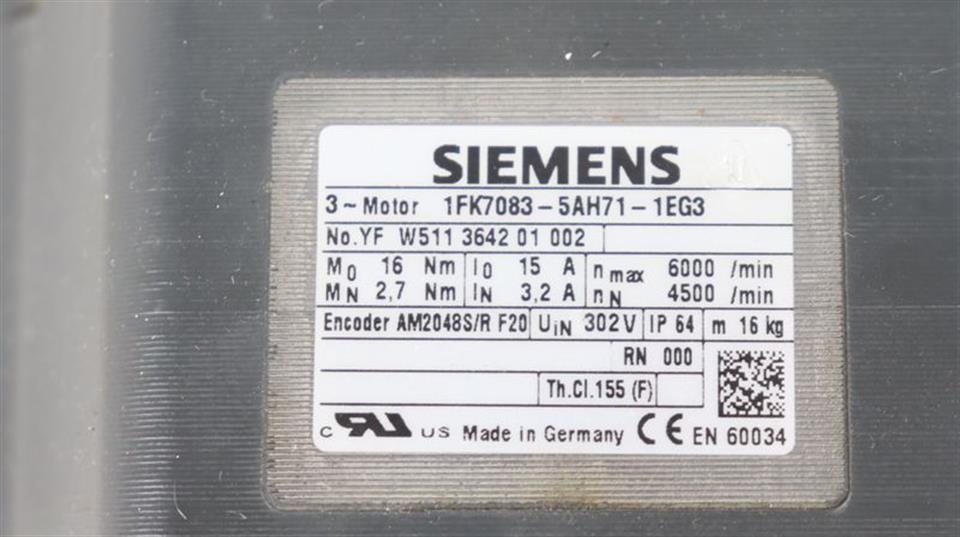 SIEMENS
3~Motor 1FK7083-5AH71-1EG3
No.YF W511 3642 01 002
M0 16 Nm I0 15 A nmax 6000 /min
MN 2,7 Nm IN 3,2 A nN 4500 /min
Encoder AM2048S/R F20 UiN 302V IP 64 m 16 kg
RN 000
Th.Cl.155 (F)
c RU US Made in Germany CE EN 60034